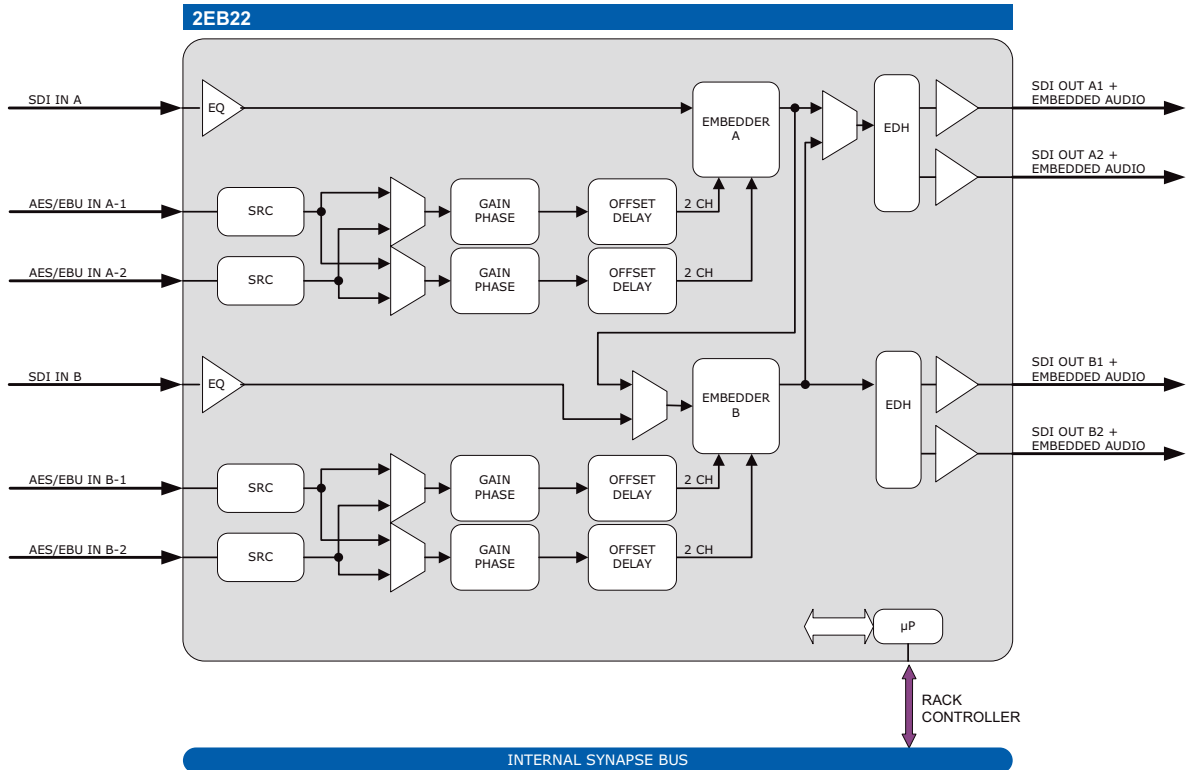 2EB22
SDI IN A
EQ
EMBEDDER
A
EDH
SDI OUT A1 +
EMBEDDED AUDIO
SDI OUT A2 +
EMBEDDED AUDIO
AES/EBU IN A-1
SRC
GAIN
PHASE
OFFSET
DELAY
2 CH
AES/EBU IN A-2
SRC
GAIN
PHASE
OFFSET
DELAY
2 CH
SDI IN B
EQ
EMBEDDER
B
EDH
SDI OUT B1 +
EMBEDDED AUDIO
SDI OUT B2 +
EMBEDDED AUDIO
AES/EBU IN B-1
SRC
GAIN
PHASE
OFFSET
DELAY
2 CH
AES/EBU IN B-2
SRC
GAIN
PHASE
OFFSET
DELAY
2 CH
µP
RACK
CONTROLLER
INTERNAL SYNAPSE BUS